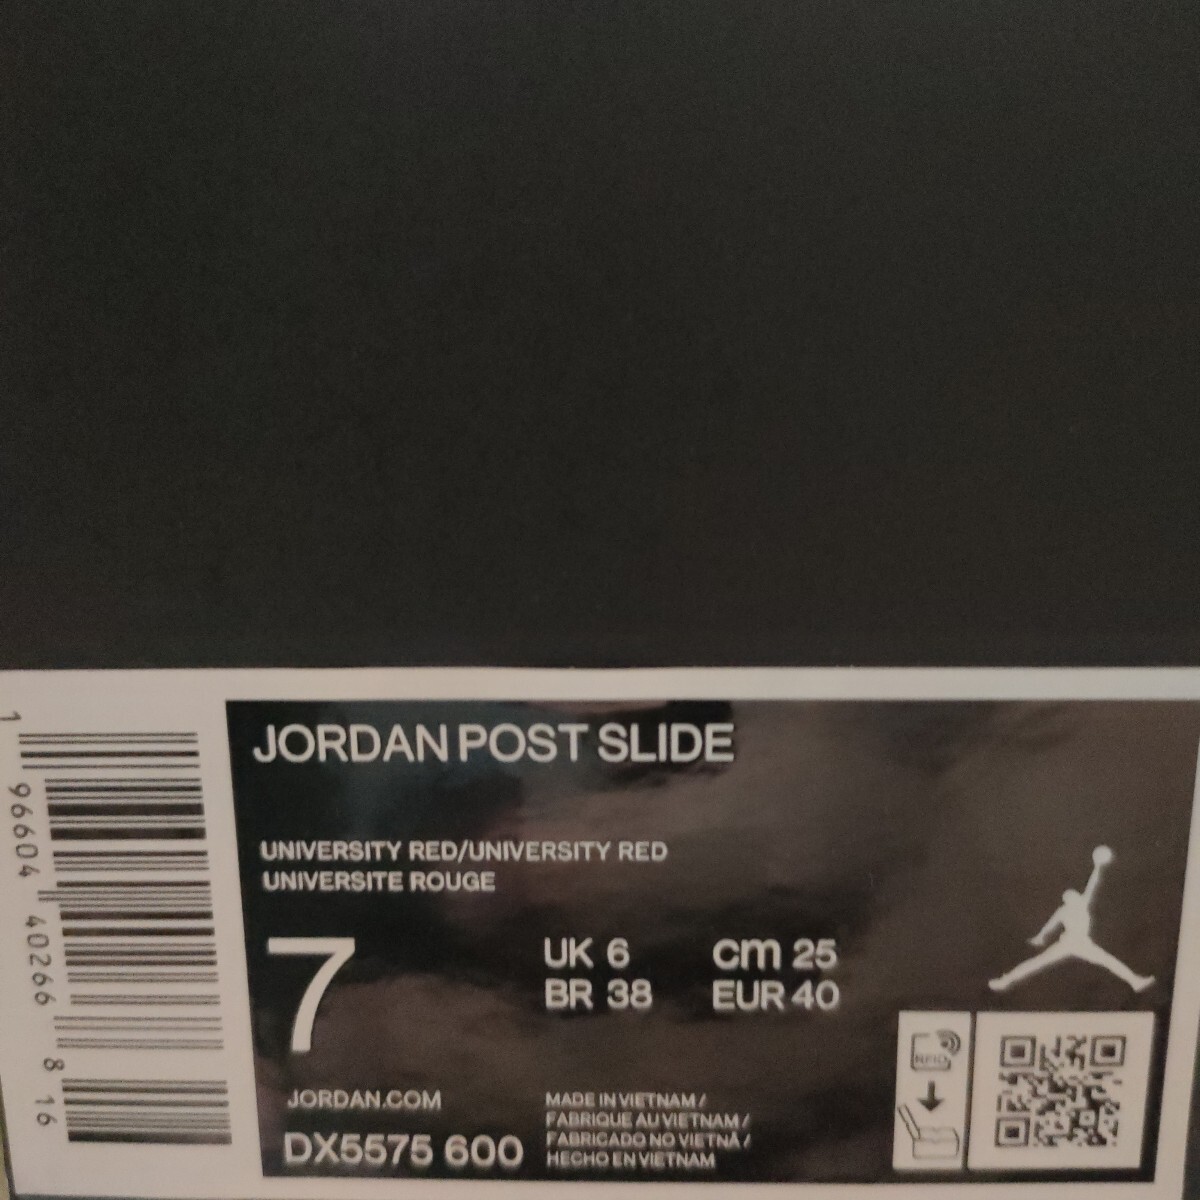 JORDAN POST SLIDE
UNIVERSITY RED/UNIVERSITY RED
UNIVERSITE ROUGE
7
UK 6
cm 25
BR 38
EUR 40
JORDAN.COM
DX5575 600
MADE IN VIETNAM /
FABRIQUE AU VIETNAM /
FABRICADO NO VIETNÃ /
HECHO EN VIETNAM
RFID
1 96604 40266 8 16